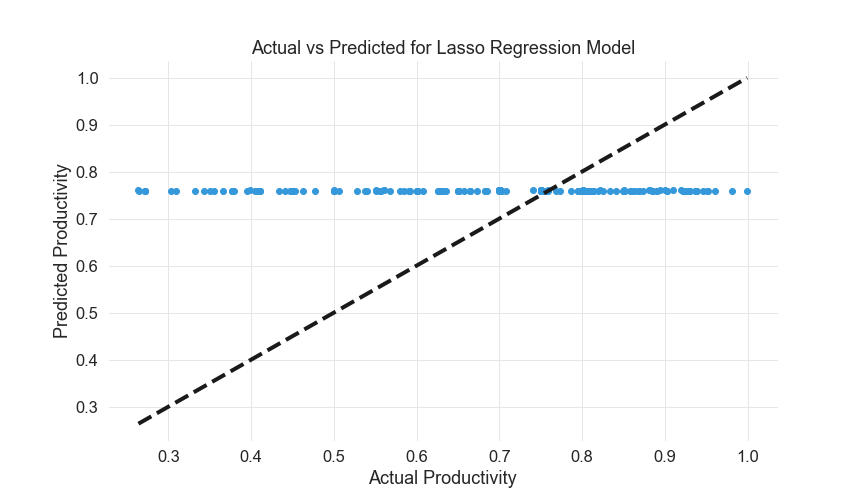 Actual vs Predicted for Lasso Regression Model
1.0
0.9
0.8
0.7
0.6
0.5
0.4
0.3
Predicted Productivity
0.3 0.4 0.5 0.6 0.7 0.8 0.9 1.0
Actual Productivity